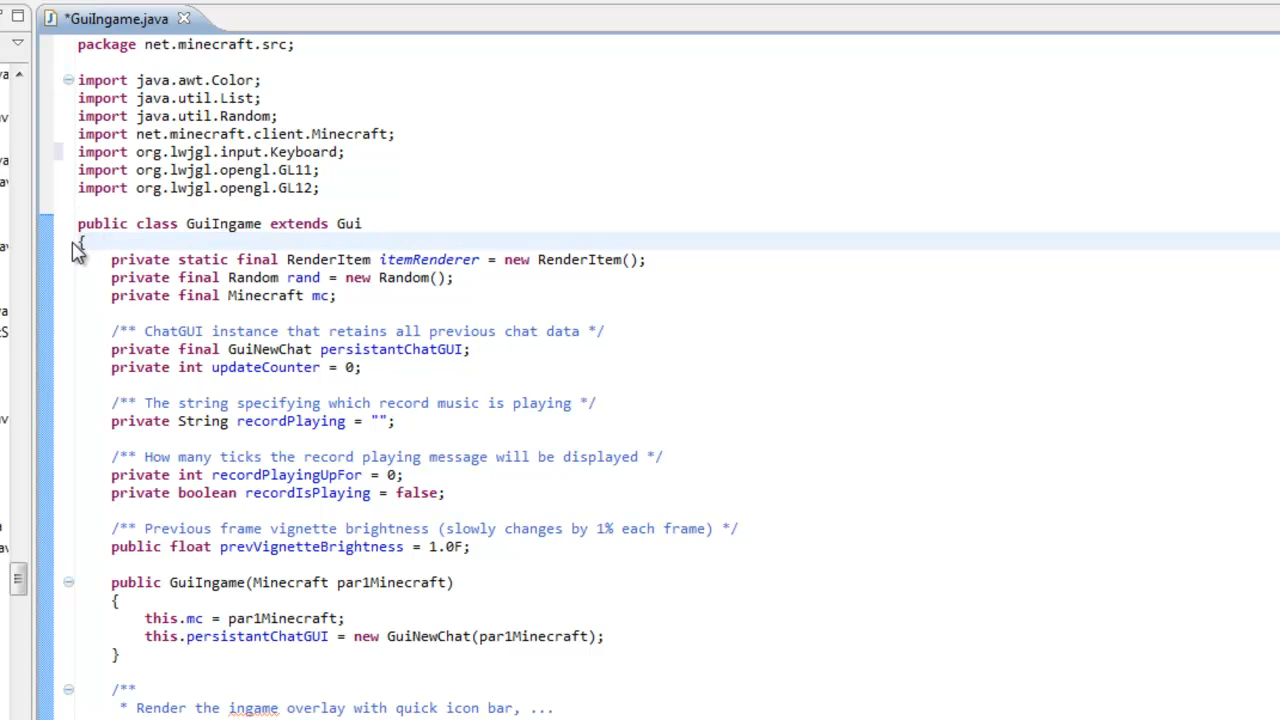 *GuiIngame.java
package net.minecraft.src;
import java.awt.Color;
import java.util.List;
import java.util.Random;
import net.minecraft.client.Minecraft;
import org.lwjgl.input.Keyboard;
import org.lwjgl.opengl.GL11;
import org.lwjgl.opengl.GL12;
public class GuiIngame extends Gui
{
private static final RenderItem itemRenderer = new RenderItem();
private final Random rand = new Random();
private final Minecraft mc;
/** ChatGUI instance that retains all previous chat data */
private final GuiNewChat persistantChatGUI;
private int updateCounter = 0;
/** The string specifying which record music is playing */
private String recordPlaying = "";
/** How many ticks the record playing message will be displayed */
private int recordPlayingUpFor = 0;
private boolean recordIsPlaying = false;
/** Previous frame vignette brightness (slowly changes by 1% each frame) */
public float prevVignetteBrightness = 1.0F;
public GuiIngame(Minecraft par1Minecraft)
{
this.mc = par1Minecraft;
this.persistantChatGUI = new GuiNewChat(par1Minecraft);
}
/**
* Render the ingame overlay with quick icon bar, ...